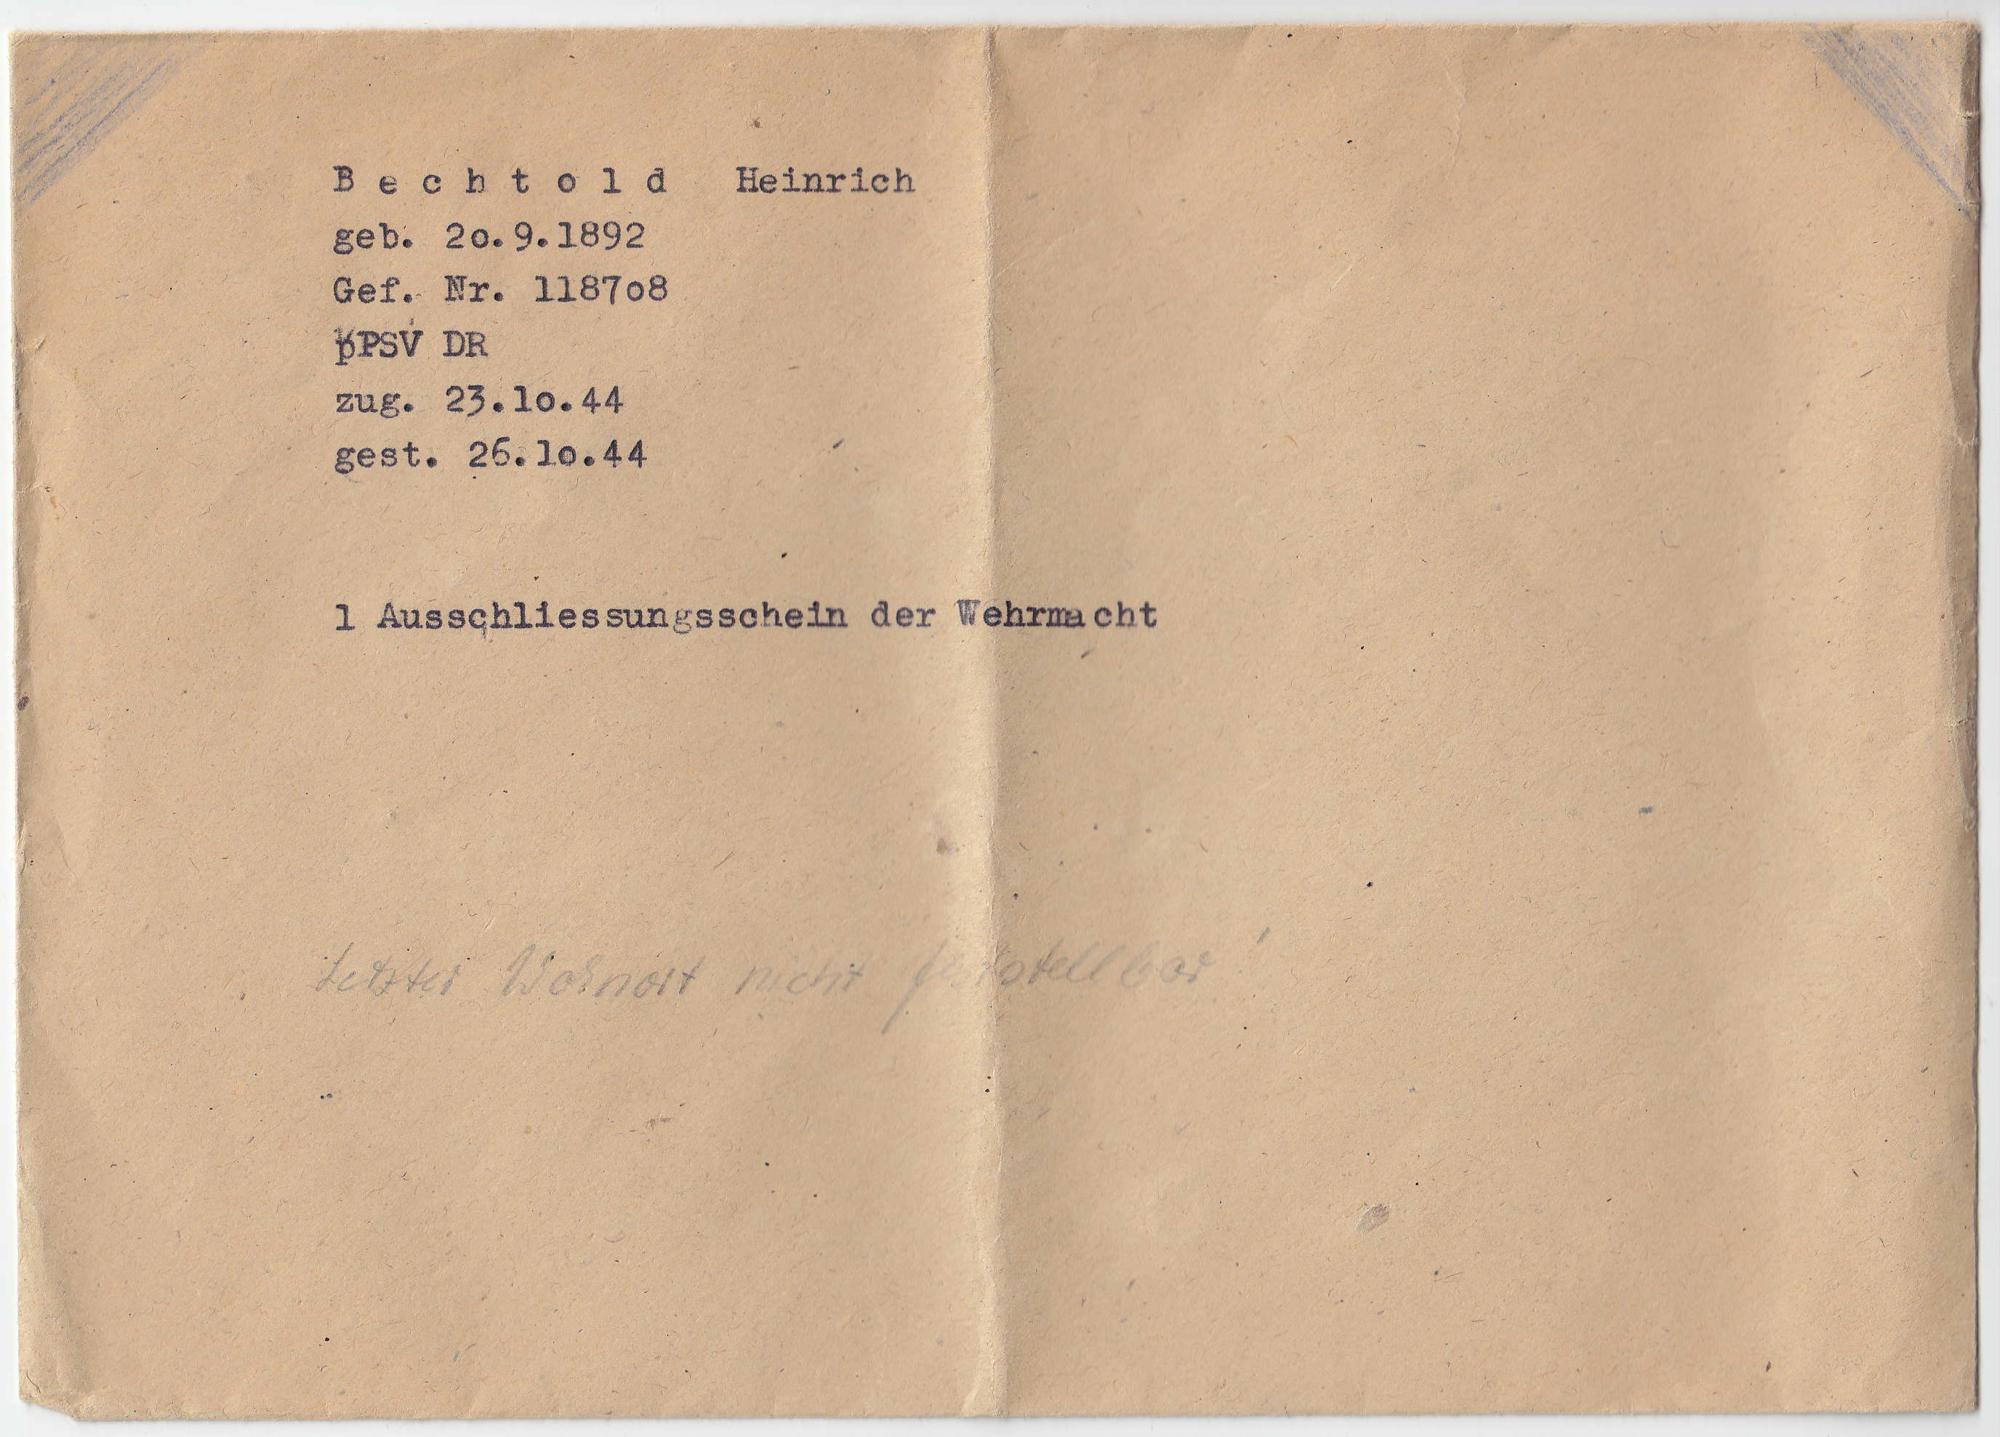 Bechtold Heinrich
geb. 2o.9.1892
Gef. Nr. 1187o8
PSV DR
zug. 23.1o.44
gest. 26.1o.44
1 Ausschliessungsschein der Wehrmacht
Letzter Wohnort nicht feststellbar!